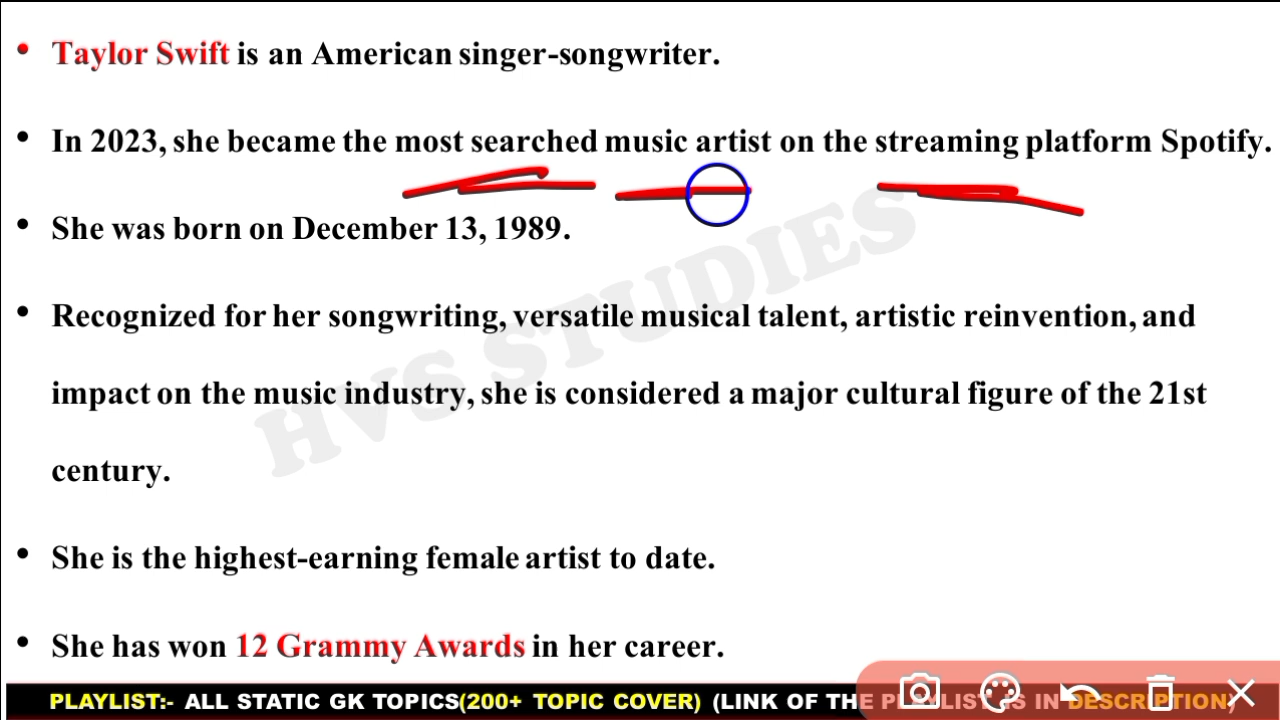 • Taylor Swift is an American singer-songwriter.
• In 2023, she became the most searched music artist on the streaming platform Spotify.
• She was born on December 13, 1989.
HVS STUDIES
• Recognized for her songwriting, versatile musical talent, artistic reinvention, and
impact on the music industry, she is considered a major cultural figure of the 21st
century.
• She is the highest-earning female artist to date.
• She has won 12 Grammy Awards in her career.
PLAYLIST:- ALL STATIC GK TOPICS(200+ TOPIC COVER) (LINK OF THE PLAYLIST IS IN DESCRIPTION)